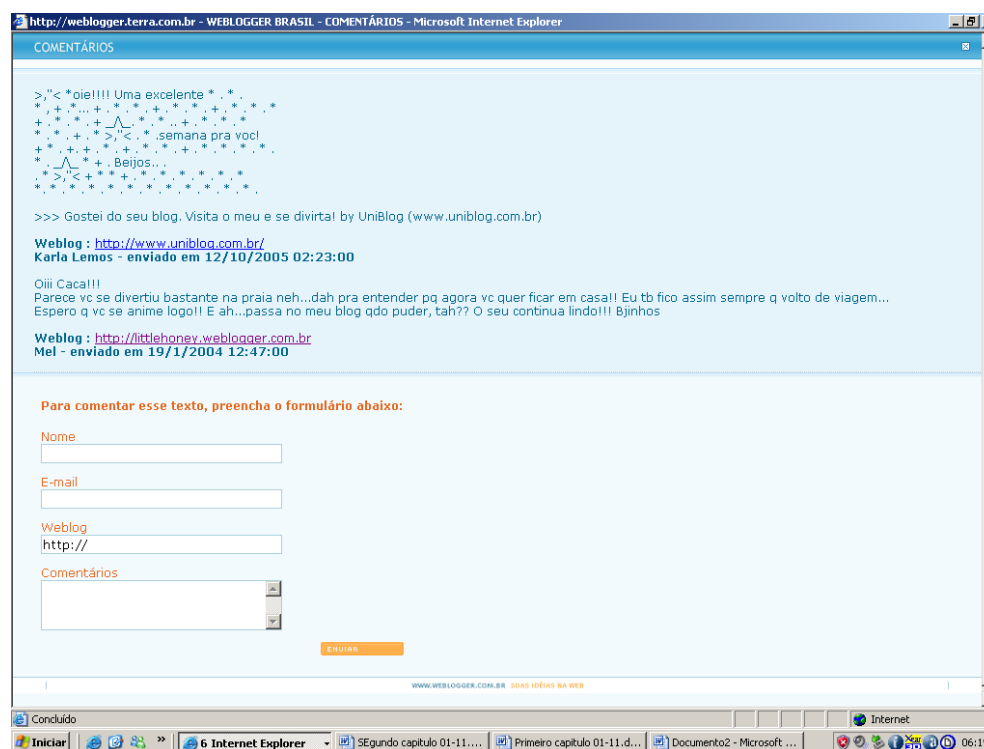 http://weblogger.terra.com.br - WEBLOGGER BRASIL - COMENTÁRIOS - Microsoft Internet Explorer
COMENTÁRIOS
>,"< *oie!!!! Uma excelente * . * .
* , + .*... + . * . * . + . * . * . + . * . * . *
+ . * . * . + _/\_. * . * .. + . * . * . *
* . * . + . * >,"< . * .semana pra voc!
+ * . +. + . * . + . * . * . + . * . * . * . * .
* . _/\_ * + . Beijos.. .
. * >,"< + * * + . * . * . * . * . * . *
*. * . * . * . * . * . * . * . * . * . * .
>>> Gostei do seu blog. Visita o meu e se divirta! by UniBlog (www.uniblog.com.br)
Weblog : http://www.uniblog.com.br/
Karla Lemos - enviado em 12/10/2005 02:23:00
Oiii Caca!!!
Parece vc se divertiu bastante na praia neh...dah pra entender pq agora vc quer ficar em casa!! Eu tb fico assim sempre q volto de viagem...
Espero q vc se anime logo!! E ah...passa no meu blog qdo puder, tah?? O seu continua lindo!!! Bjinhos
Weblog : http://littlehoney.weblogger.com.br
Mel - enviado em 19/1/2004 12:47:00
Para comentar esse texto, preencha o formulário abaixo:
Nome
E-mail
Weblog
http://
Comentários
ENVIAR
WWW.WEBLOGGER.COM.BR SUAS IDÉIAS NA WEB
Concluído
Internet
Iniciar
»
6 Internet Explorer
SEgundo capitulo 01-11....
Primeiro capitulo 01-11.d...
Documento2 - Microsoft ...